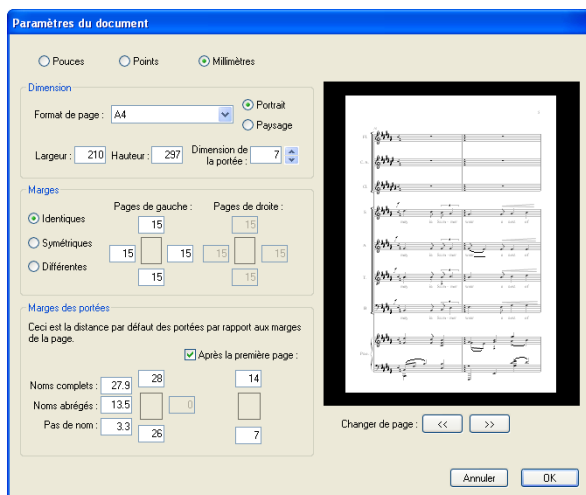 Paramètres du document
Pouces Points Millimètres
Dimension
Format de page : A4
Portrait
Paysage
Largeur : 210 Hauteur : 297 Dimension de la portée : 7
Marges
Identiques
Symétriques
Différentes
Pages de gauche : Pages de droite :
15 15
15 15 15 15
15 15
Marges des portées
Ceci est la distance par défaut des portées par rapport aux marges
de la page.
Après la première page :
Noms complets : 27.9 28 14
Noms abrégés : 13.5 0
Pas de nom : 3.3 26 7
Changer de page : << >>
Annuler OK